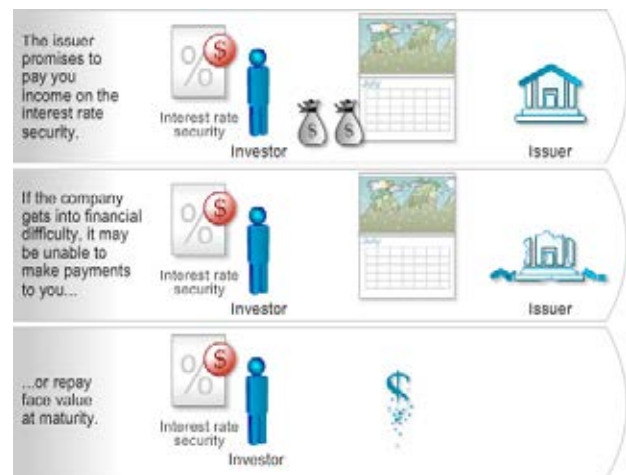 The issuer
promises to
pay you
income on the
interest rate
security.
%
$
Interest rate
security
Investor
$
$
July
Issuer
If the company
gets into financial
difficulty, it may
be unable to
make payments
to you...
%
$
Interest rate
security
Investor
July
Issuer
...or repay
face value
at maturity.
%
$
Interest rate
security
Investor
$